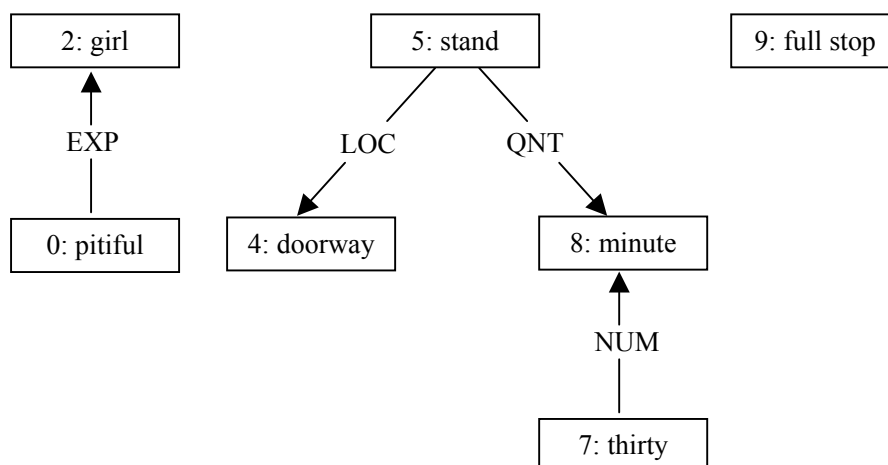 2: girl
5: stand
9: full stop
EXP
LOC
QNT
0: pitiful
4: doorway
8: minute
NUM
7: thirty